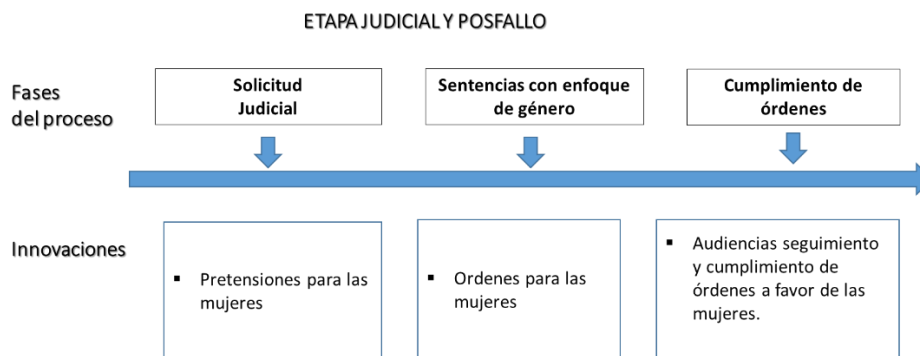 ETAPA JUDICIAL Y POSFALLO
Fases
del proceso
Solicitud
Judicial
Sentencias con enfoque
de género
Cumplimiento de
órdenes
Innovaciones
▪ Pretensiones para las
mujeres
▪ Ordenes para las
mujeres
▪ Audiencias seguimiento
y cumplimiento de
órdenes a favor de las
mujeres.